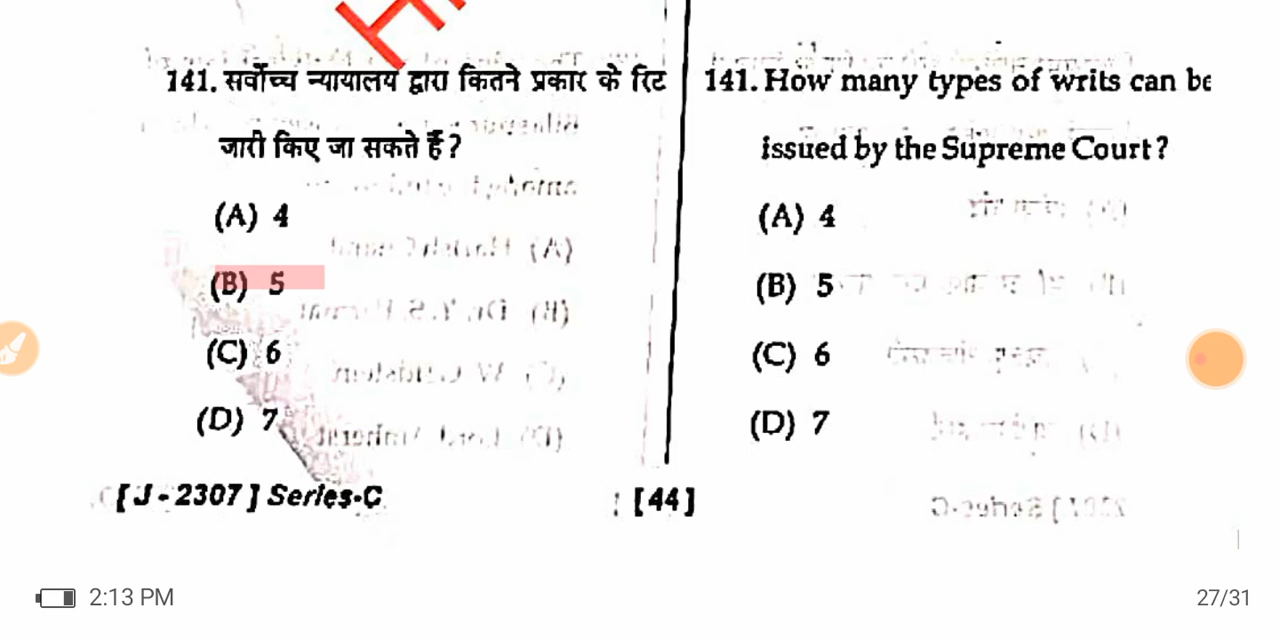 141. सर्वोच्च न्यायालय द्वारा कितने प्रकार के रिट
जारी किए जा सकते हैं?
(A) 4
(B) 5
(C) 6
(D) 7
141. How many types of writs can be
issued by the Supreme Court?
(A) 4
(B) 5
(C) 6
(D) 7
[ J - 2307 ] Series-C
[44]
2:13 PM
27/31